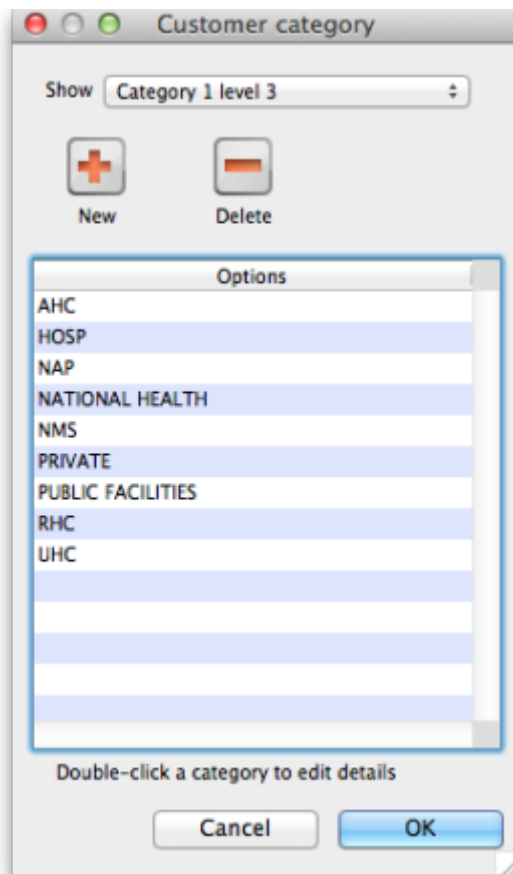 Customer category
Show Category 1 level 3
New Delete
Options
AHC
HOSP
NAP
NATIONAL HEALTH
NMS
PRIVATE
PUBLIC FACILITIES
RHC
UHC
Double-click a category to edit details
Cancel OK